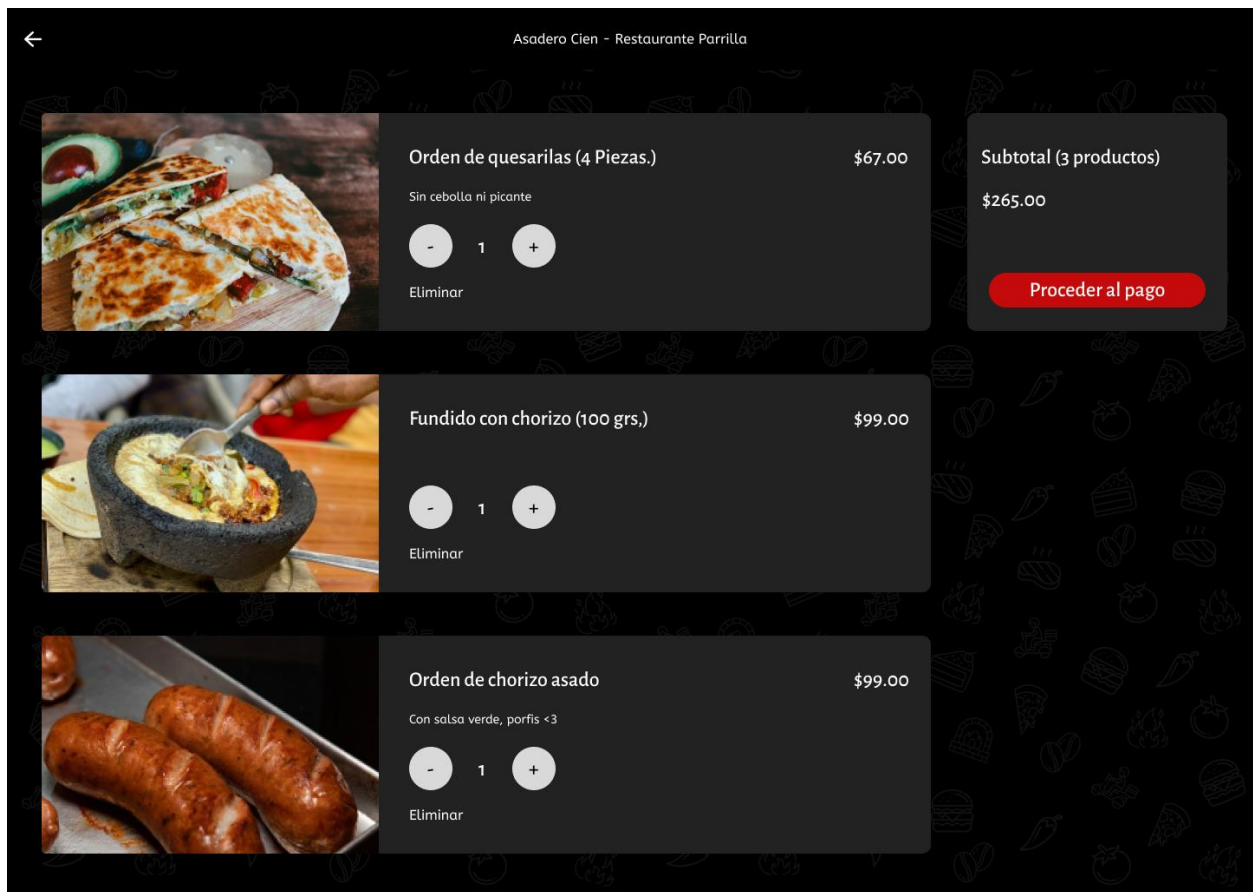 Asadero Cien - Restaurante Parrilla
Orden de quesarilas (4 Piezas.)
$67.00
Sin cebolla ni picante
- 1 +
Eliminar
Subtotal (3 productos)
$265.00
Proceder al pago
Fundido con chorizo (100 grs,)
$99.00
- 1 +
Eliminar
Orden de chorizo asado
$99.00
Con salsa verde, porfis <3
- 1 +
Eliminar